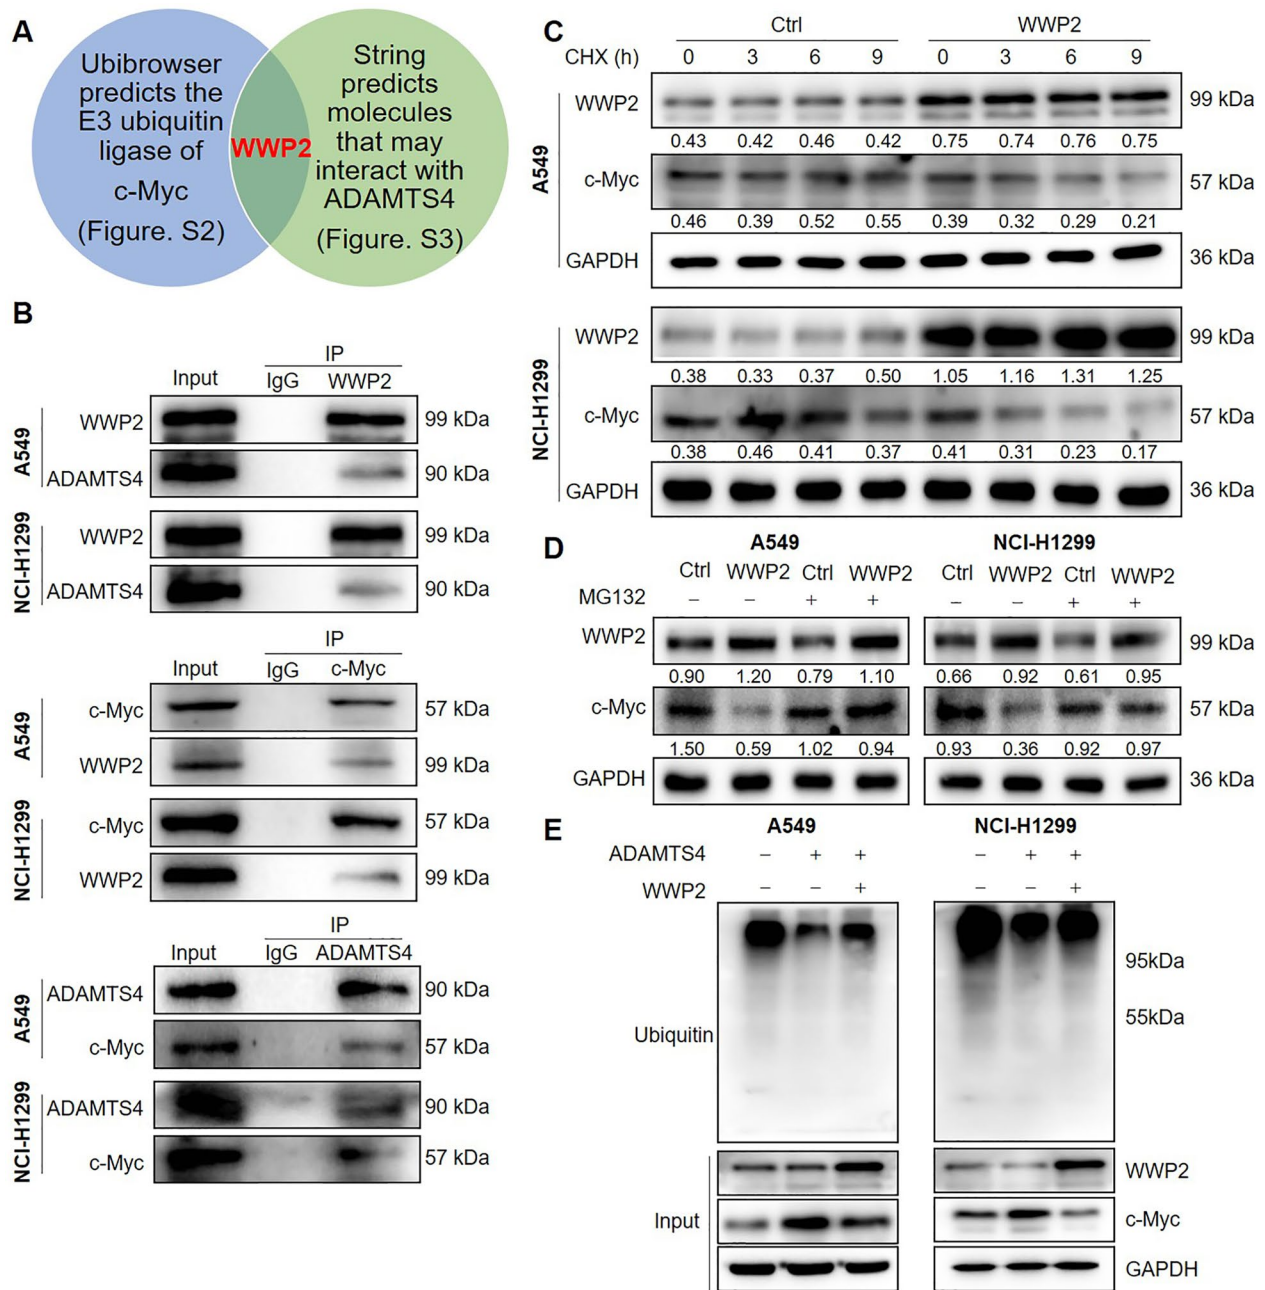 A
Ubibrowser
predicts the
E3 ubiquitin
ligase of
c-Myc
(Figure. S2)
WWP2
String
predicts
molecules
that may
interact with
ADAMTS4
(Figure. S3)
B
IP
Input IgG WWP2
A549
WWP2 99 kDa
ADAMTS4 90 kDa
NCI-H1299
WWP2 99 kDa
ADAMTS4 90 kDa
IP
Input IgG c-Myc
A549
c-Myc 57 kDa
WWP2 99 kDa
NCI-H1299
c-Myc 57 kDa
WWP2 99 kDa
IP
Input IgG ADAMTS4
A549
ADAMTS4 90 kDa
c-Myc 57 kDa
NCI-H1299
ADAMTS4 90 kDa
c-Myc 57 kDa
C
Ctrl WWP2
CHX (h) 0 3 6 9 0 3 6 9
A549
WWP2 99 kDa
0.43 0.42 0.46 0.42 0.75 0.74 0.76 0.75
c-Myc 57 kDa
0.46 0.39 0.52 0.55 0.39 0.32 0.29 0.21
GAPDH 36 kDa
NCI-H1299
WWP2 99 kDa
0.38 0.33 0.37 0.50 1.05 1.16 1.31 1.25
c-Myc 57 kDa
0.38 0.46 0.41 0.37 0.41 0.31 0.23 0.17
GAPDH 36 kDa
D
A549 NCI-H1299
Ctrl WWP2 Ctrl WWP2 Ctrl WWP2 Ctrl WWP2
MG132 − − + + − − + +
WWP2 99 kDa
0.90 1.20 0.79 1.10 0.66 0.92 0.61 0.95
c-Myc 57 kDa
1.50 0.59 1.02 0.94 0.93 0.36 0.92 0.97
GAPDH 36 kDa
E
A549 NCI-H1299
ADAMTS4 − + + − + +
WWP2 − − + − − +
95kDa
55kDa
Ubiquitin
Input
WWP2
c-Myc
GAPDH